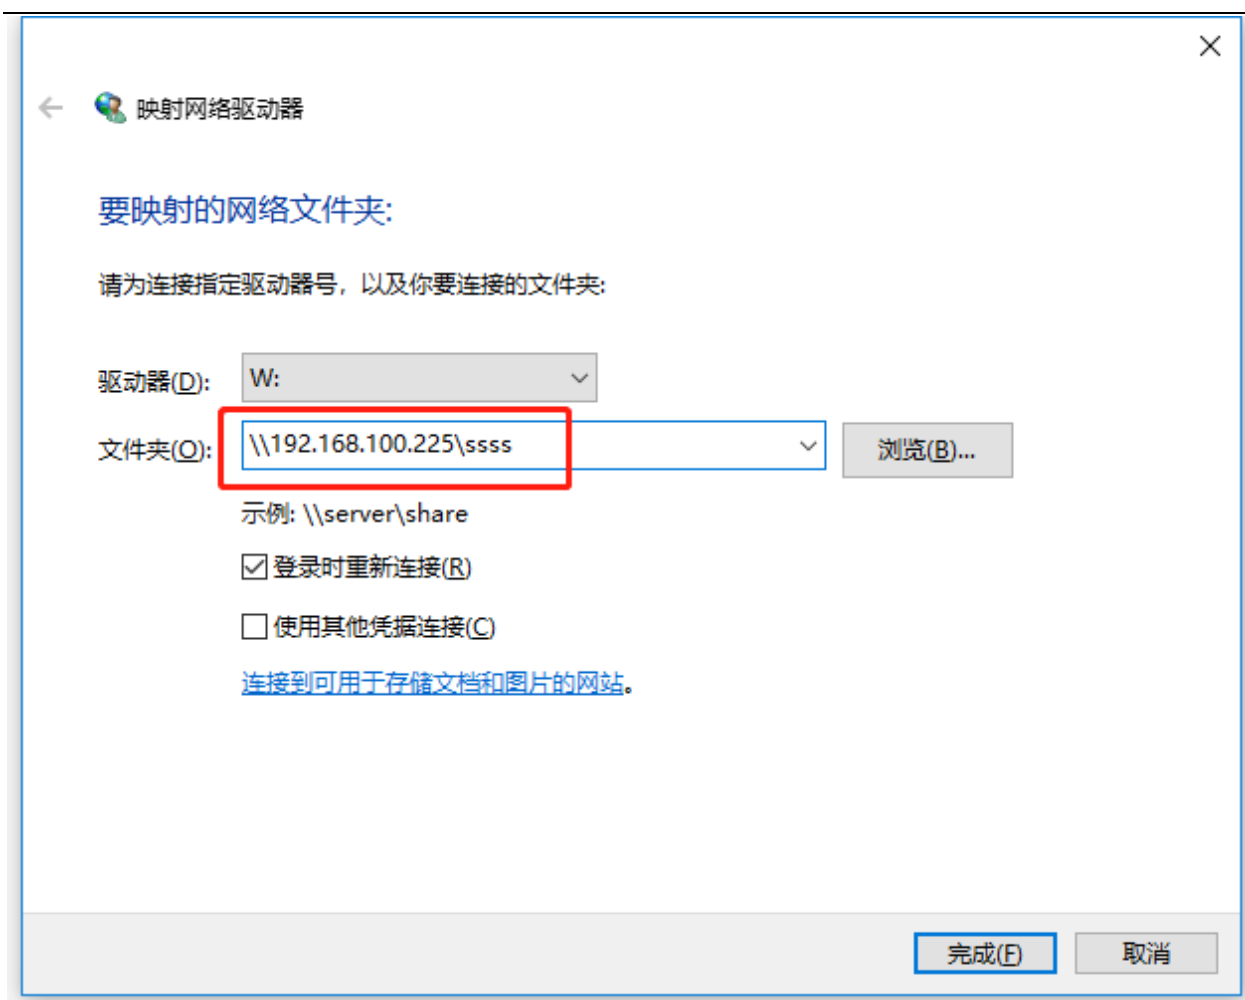 映射网络驱动器
要映射的网络文件夹:
请为连接指定驱动器号，以及你要连接的文件夹:
驱动器(D): W:
文件夹(O): \\192.168.100.225\ssss 浏览(B)...
示例: \\server\share
登录时重新连接(R)
使用其他凭据连接(C)
连接到可用于存储文档和图片的网站。
完成(F) 取消